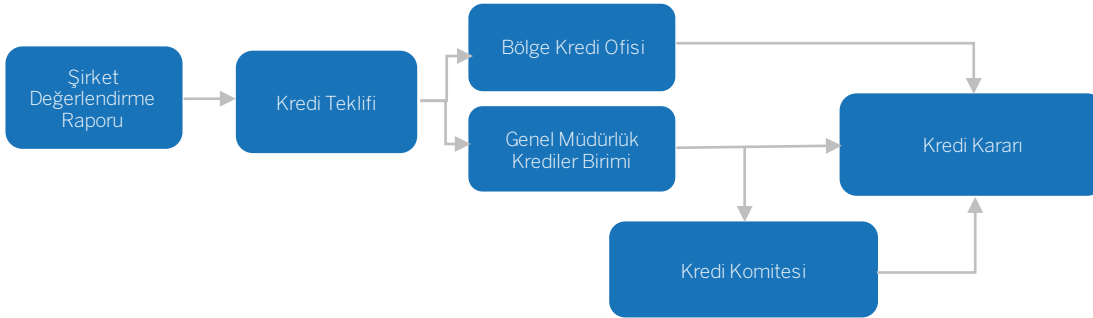 Şirket
Değerlendirme
Raporu
Kredi Teklifi
Bölge Kredi Ofisi
Genel Müdürlük
Krediler Birimi
Kredi Kararı
Kredi Komitesi